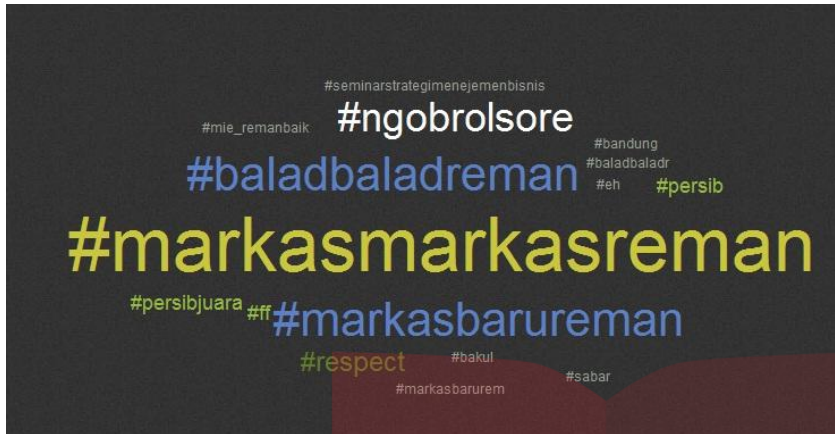 #seminarstrategimenejemenbisnis
#mie_remanbaik #ngobrolsore
#bandung
#baladbaladreman #baladbaladr
#eh #persib
#markasmarkasreman
#persibjuara #ff #markasbarureman
#respect #bakul
#sabar
#markasbarurem